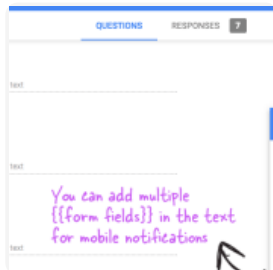 QUESTIONS RESPONSES 7
text
text
You can add multiple
{{form fields}} in the text
for mobile notifications
text